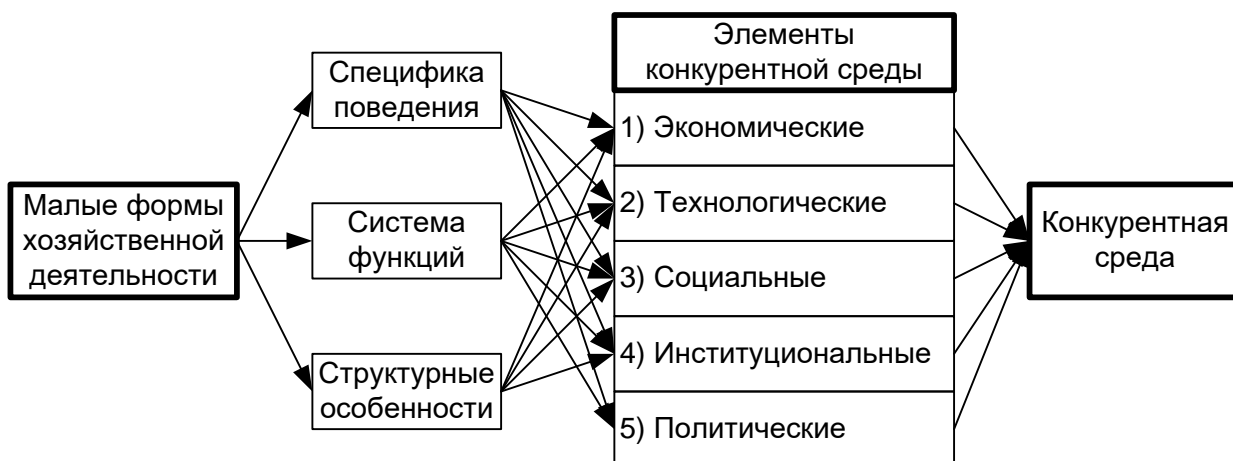 Малые формы
хозяйственной
деятельности
Специфика
поведения
Система
функций
Структурные
особенности
Элементы
конкурентной среды
1) Экономические
2) Технологические
3) Социальные
4) Институциональные
5) Политические
Конкурентная
среда